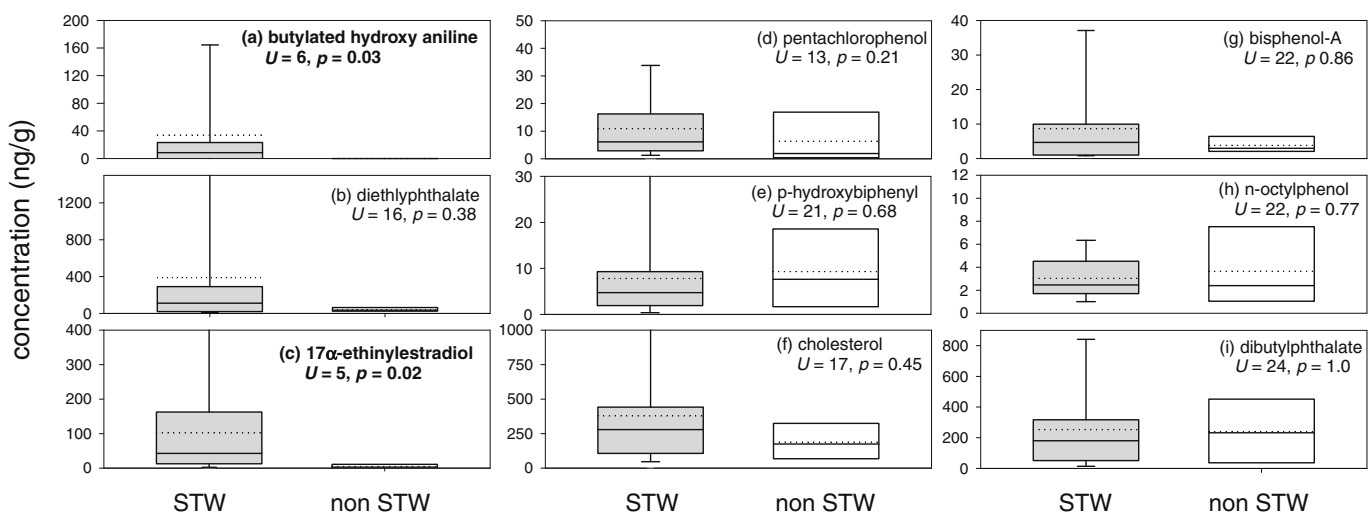 concentration (ng/g)
200
160
120
80
40
0
(a) butylated hydroxy aniline
U = 6, p = 0.03
1200
800
400
0
(b) diethlyphthalate
U = 16, p = 0.38
400
300
200
100
0
(c) 17α-ethinylestradiol
U = 5, p = 0.02
STW
non STW
50
40
30
20
10
0
(d) pentachlorophenol
U = 13, p = 0.21
30
20
10
0
(e) p-hydroxybiphenyl
U = 21, p = 0.68
1000
750
500
250
0
(f) cholesterol
U = 17, p = 0.45
STW
non STW
40
30
20
10
0
(g) bisphenol-A
U = 22, p 0.86
12
10
8
6
4
2
0
(h) n-octylphenol
U = 22, p = 0.77
800
600
400
200
0
(i) dibutylphthalate
U = 24, p = 1.0
STW
non STW